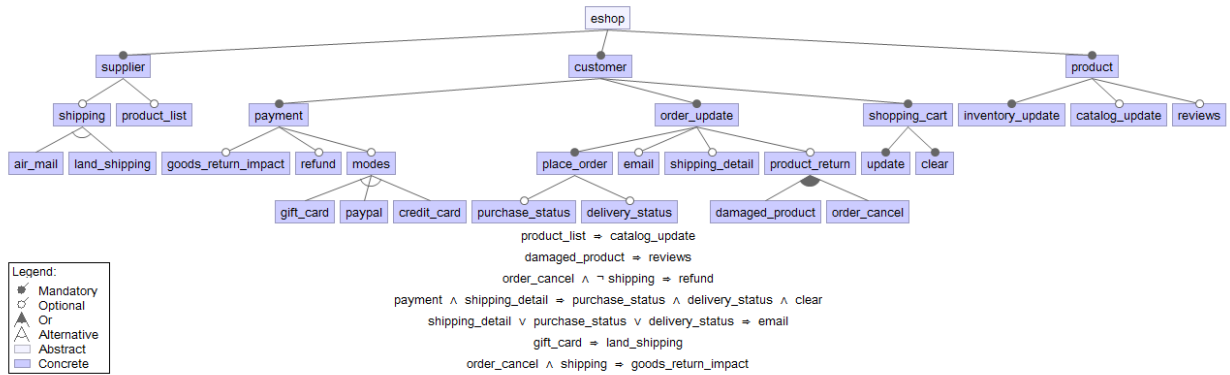 eshop
supplier customer product
shipping product_list payment order_update shopping_cart inventory_update catalog_update reviews
air_mail land_shipping goods_return_impact refund modes place_order email shipping_detail product_return update clear
gift_card paypal credit_card purchase_status delivery_status damaged_product order_cancel
product_list ⇒ catalog_update
damaged_product ⇒ reviews
order_cancel ∧ ¬ shipping ⇒ refund
payment ∧ shipping_detail ⇒ purchase_status ∧ delivery_status ∧ clear
shipping_detail ∨ purchase_status ∨ delivery_status ⇒ email
gift_card ⇒ land_shipping
order_cancel ∧ shipping ⇒ goods_return_impact
Legend:
Mandatory
Optional
Or
Alternative
Abstract
Concrete